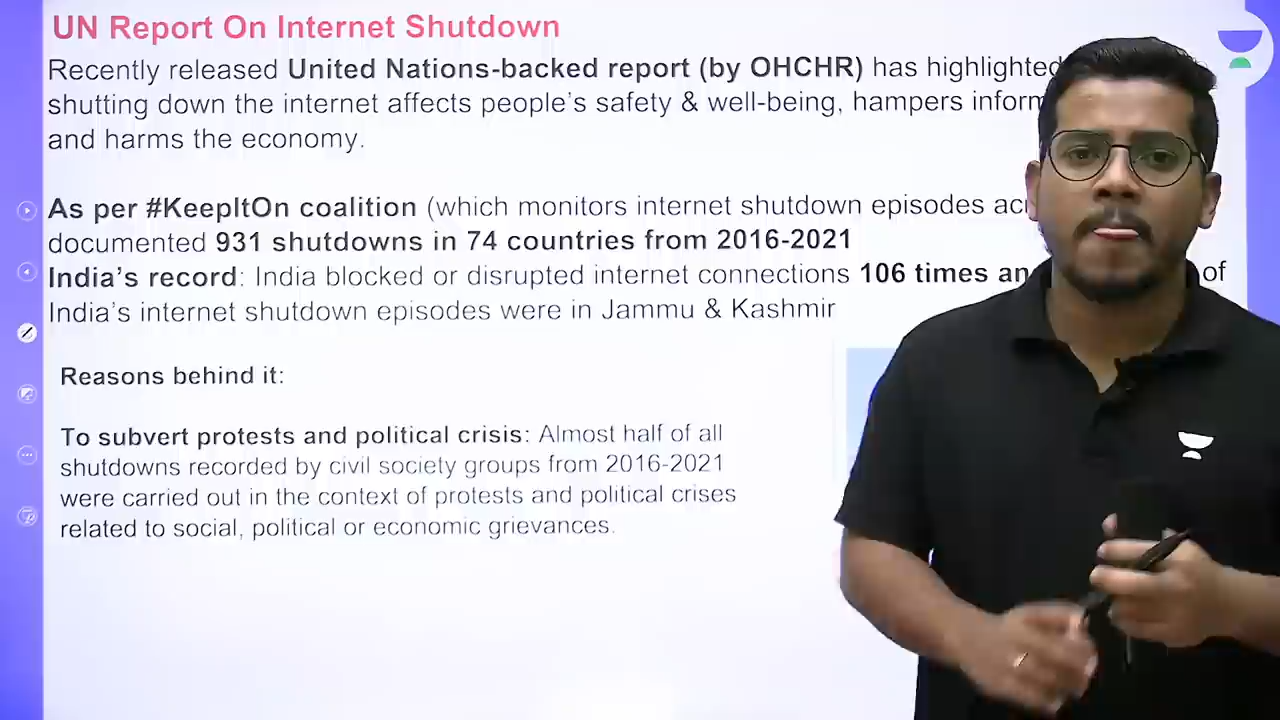 UN Report On Internet Shutdown
Recently released United Nations-backed report (by OHCHR) has highlighted
shutting down the internet affects people's safety & well-being, hampers
and harms the economy.
As per #KeepItOn coalition (which monitors internet shutdown episodes
documented 931 shutdowns in 74 countries from 2016-2021
India's record: India blocked or disrupted internet connections 106 times of
India's internet shutdown episodes were in Jammu & Kashmir
Reasons behind it:
To subvert protests and political crisis: Almost half of all
shutdowns recorded by civil society groups from 2016-2021
were carried out in the context of protests and political crises
related to social, political or economic grievances.